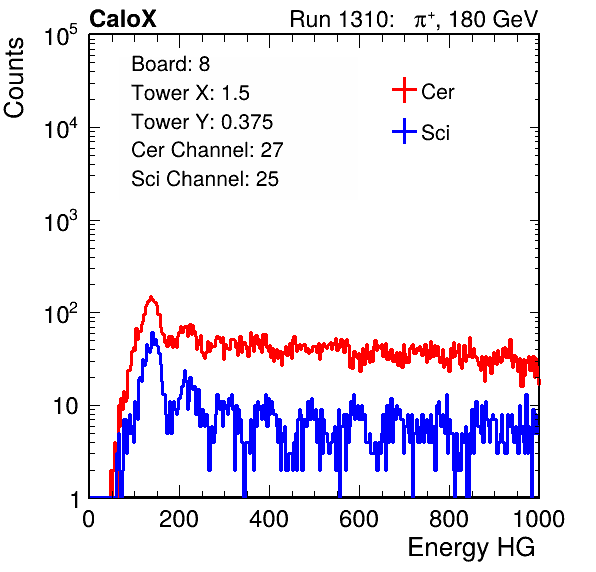 CaloX Run 1310: π⁺, 180 GeV
Counts
10⁵
10⁴
10³
10²
10
1
Board: 8
Tower X: 1.5
Tower Y: 0.375
Cer Channel: 27
Sci Channel: 25
Cer
Sci
0 200 400 600 800 1000
Energy HG